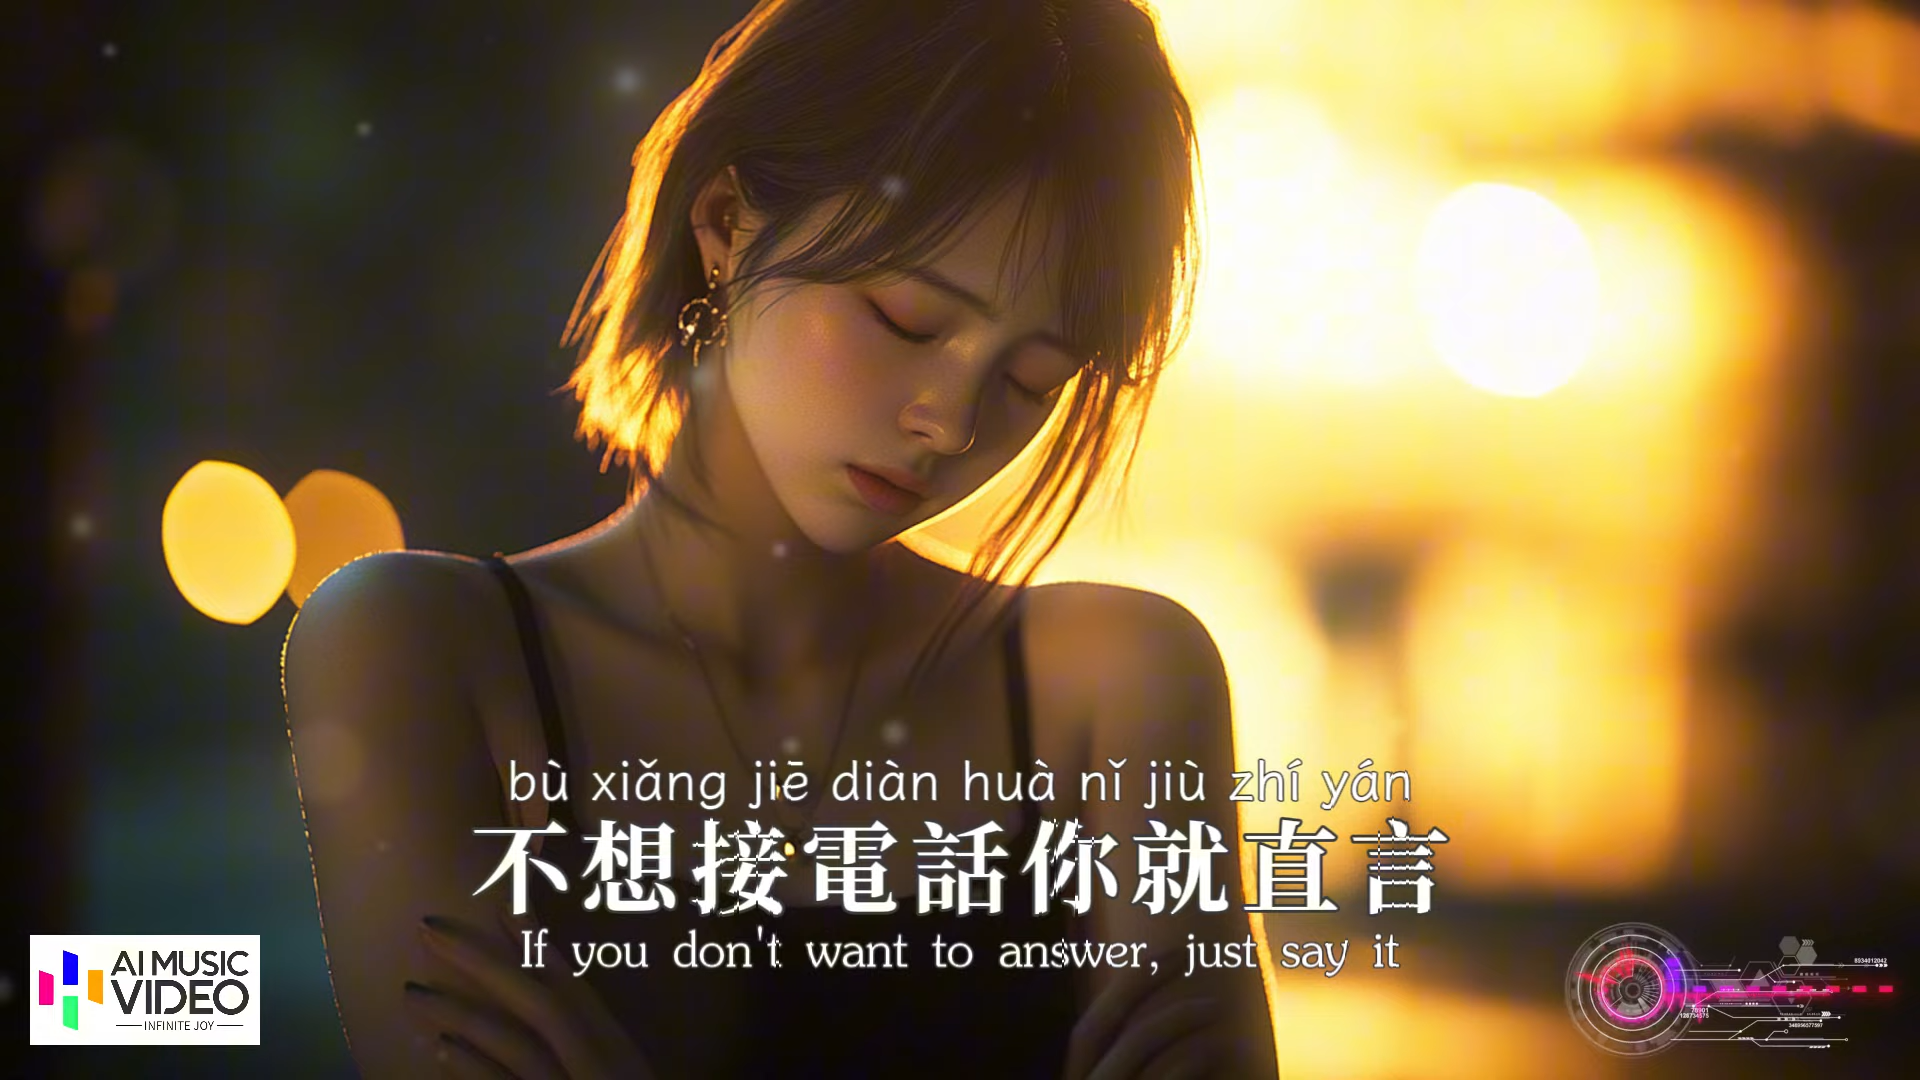 bù xiǎng jiē diàn huà nǐ jiù zhí yán
不想接電話你就直言
If you don't want to answer, just say it
AI MUSIC
VIDEO
INFINITE JOY
8934012042